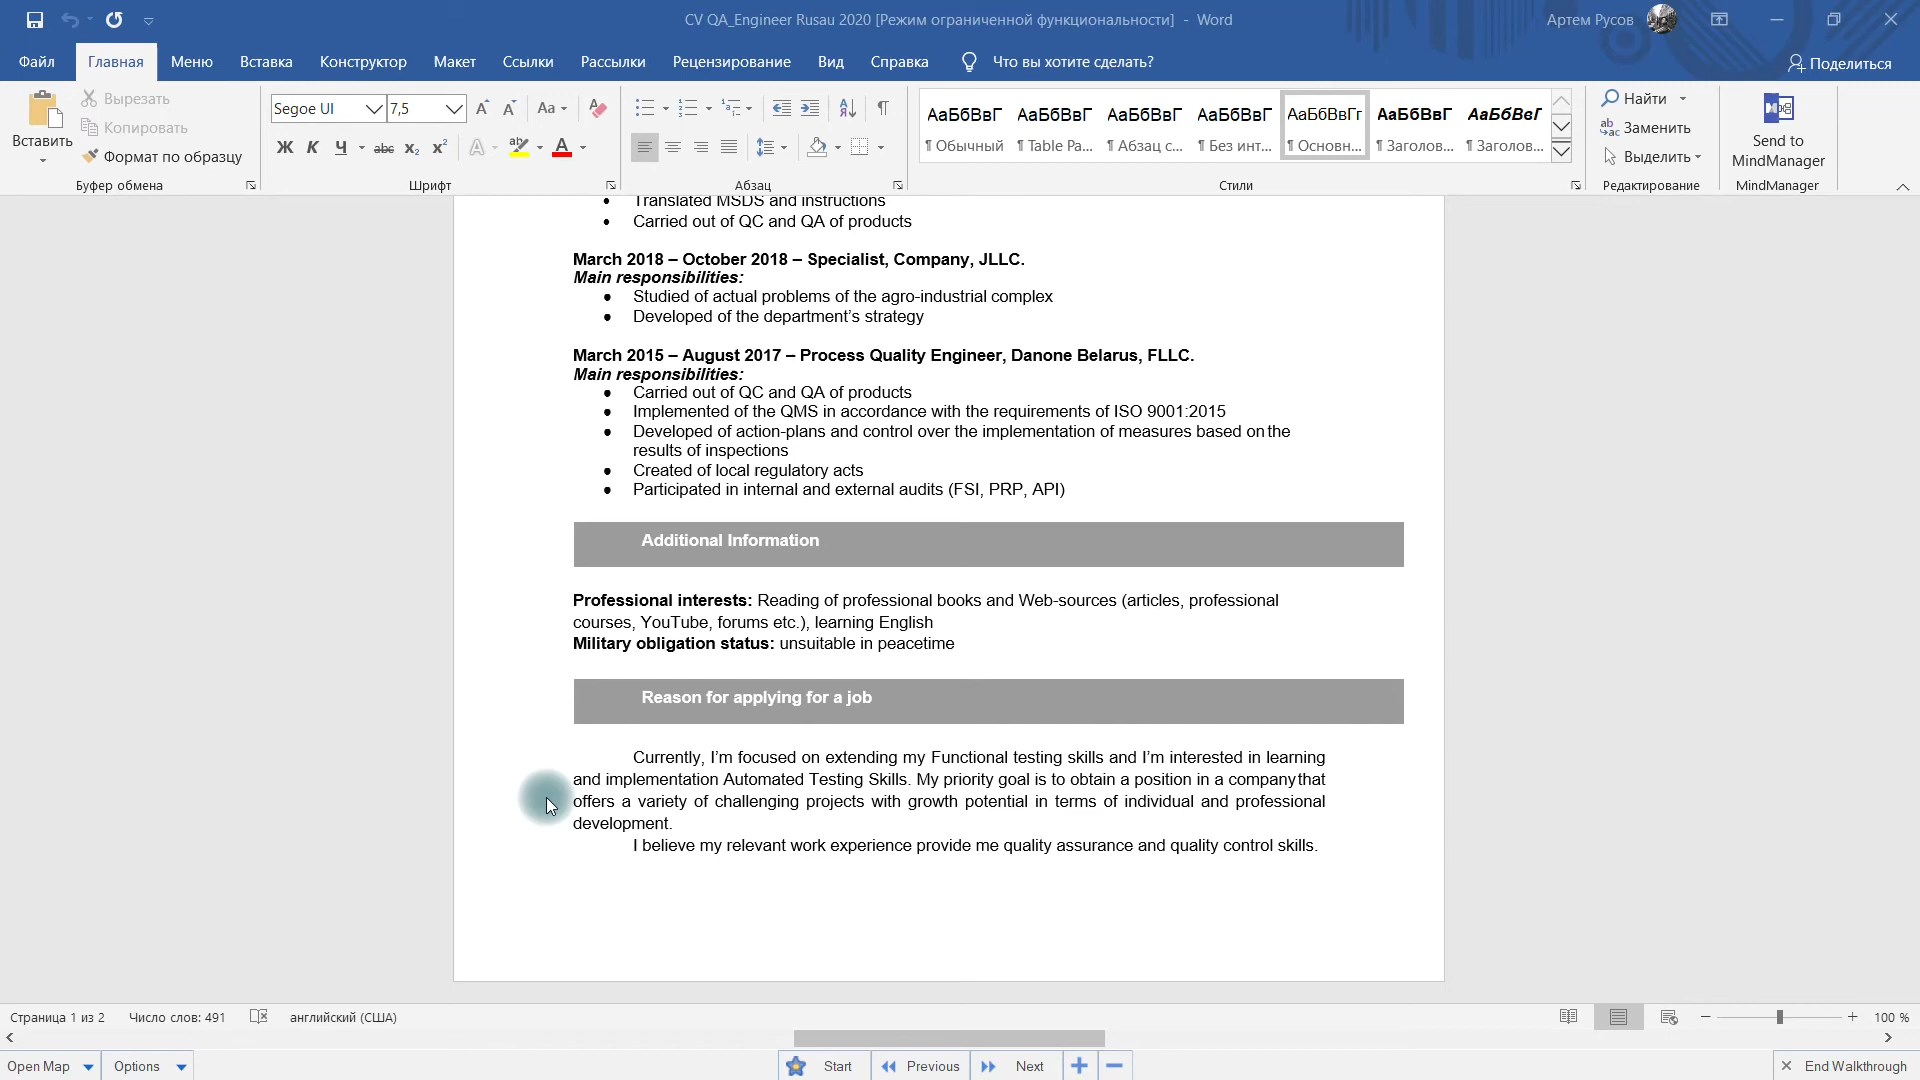 CV QA_Engineer Rusau 2020 [Режим ограниченной функциональности] - Word
Артем Русов
Файл Главная Меню Вставка Конструктор Макет Ссылки Рассылки Рецензирование Вид Справка Что вы хотите сделать? Поделиться
Вставить
Вырезать
Копировать
Формат по образцу
Буфер обмена
Segoe UI 7,5
Aa
Ж К Ч abc x₂ x² A ab A
Шрифт
Абзац
АаБбВвГ АаБбВвГ АаБбВвГ АаБбВвГ АаБбВвГг АаБбВвГ АаБбВвГ
¶ Обычный ¶ Table Pa... ¶ Абзац с... ¶ Без инт... ¶ Основн... ¶ Заголов... ¶ Заголов...
Стили
Найти
Заменить
Выделить
Редактирование
Send to
MindManager
MindManager
Translated MSDS and instructions
• Carried out of QC and QA of products
March 2018 – October 2018 – Specialist, Company, JLLC.
Main responsibilities:
• Studied of actual problems of the agro-industrial complex
• Developed of the department’s strategy
March 2015 – August 2017 – Process Quality Engineer, Danone Belarus, FLLC.
Main responsibilities:
• Carried out of QC and QA of products
• Implemented of the QMS in accordance with the requirements of ISO 9001:2015
• Developed of action-plans and control over the implementation of measures based on the
results of inspections
• Created of local regulatory acts
• Participated in internal and external audits (FSI, PRP, API)
Additional Information
Professional interests: Reading of professional books and Web-sources (articles, professional
courses, YouTube, forums etc.), learning English
Military obligation status: unsuitable in peacetime
Reason for applying for a job
Currently, I’m focused on extending my Functional testing skills and I’m interested in learning
and implementation Automated Testing Skills. My priority goal is to obtain a position in a company that
offers a variety of challenging projects with growth potential in terms of individual and professional
development.
I believe my relevant work experience provide me quality assurance and quality control skills.
Страница 1 из 2 Число слов: 491 английский (США) 100 %
Open Map Options Start Previous Next End Walkthrough